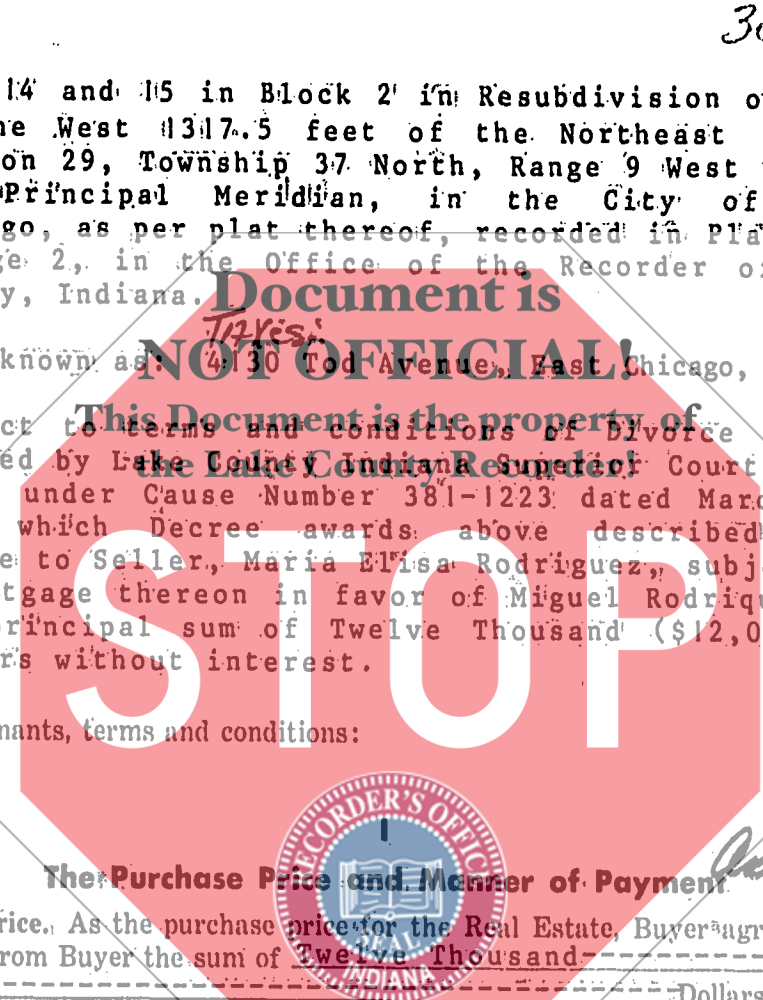 30
14 and 15 in Block 2 in Resubdivision o
he West 1317.5 feet of the Northeast
on 29, Township 37 North, Range 9 West
Principal Meridian, in the City of
go, as per plat thereof, recorded in Pla
ge 2, in the Office of the Recorder o
y, Indiana.
Document is
known as: 4130 Tod Avenue, East Chicago,
NOT OFFICIAL!
ct to terms and conditions of Divorce
This Document is the property of
ed by Lake County Indiana Superior Court
the Lake County Recorder!
under Cause Number 381-1223 dated Marc
which Decree awards above described
e to Seller, Maria Elisa Rodriguez, subj
tgage thereon in favor of Miguel Rodrigu
principal sum of Twelve Thousand ($12,0
rs without interest.
STOP
nants, terms and conditions:
RECORDER'S OFFICE
I
The Purchase Price and Manner of Payment
rice. As the purchase price for the Real Estate, Buyer agr
rom Buyer the sum of Twelve Thousand
SEAL
INDIANA
Dollars